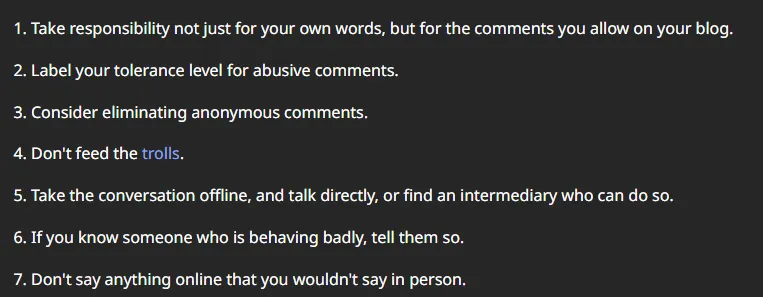 1. Take responsibility not just for your own words, but for the comments you allow on your blog.
2. Label your tolerance level for abusive comments.
3. Consider eliminating anonymous comments.
4. Don't feed the trolls.
5. Take the conversation offline, and talk directly, or find an intermediary who can do so.
6. If you know someone who is behaving badly, tell them so.
7. Don't say anything online that you wouldn't say in person.